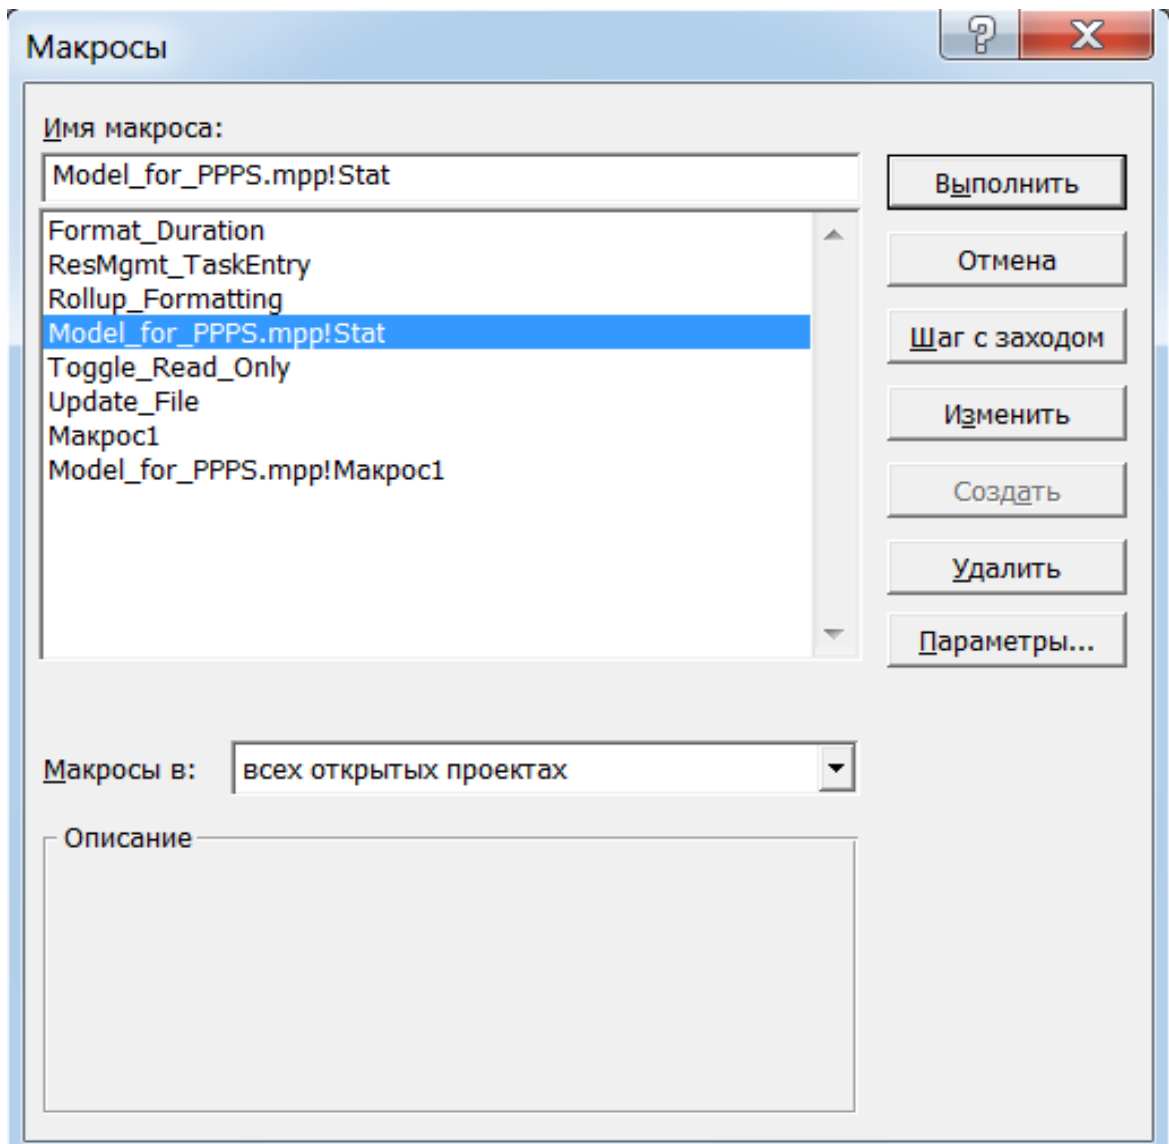 Макросы
Имя макроса:
Model_for_PPPS.mpp!Stat
Format_Duration
ResMgmt_TaskEntry
Rollup_Formatting
Model_for_PPPS.mpp!Stat
Toggle_Read_Only
Update_File
Макрос1
Model_for_PPPS.mpp!Макрос1
Выполнить
Отмена
Шаг с заходом
Изменить
Создать
Удалить
Параметры...
Макросы в:
всех открытых проектах
Описание